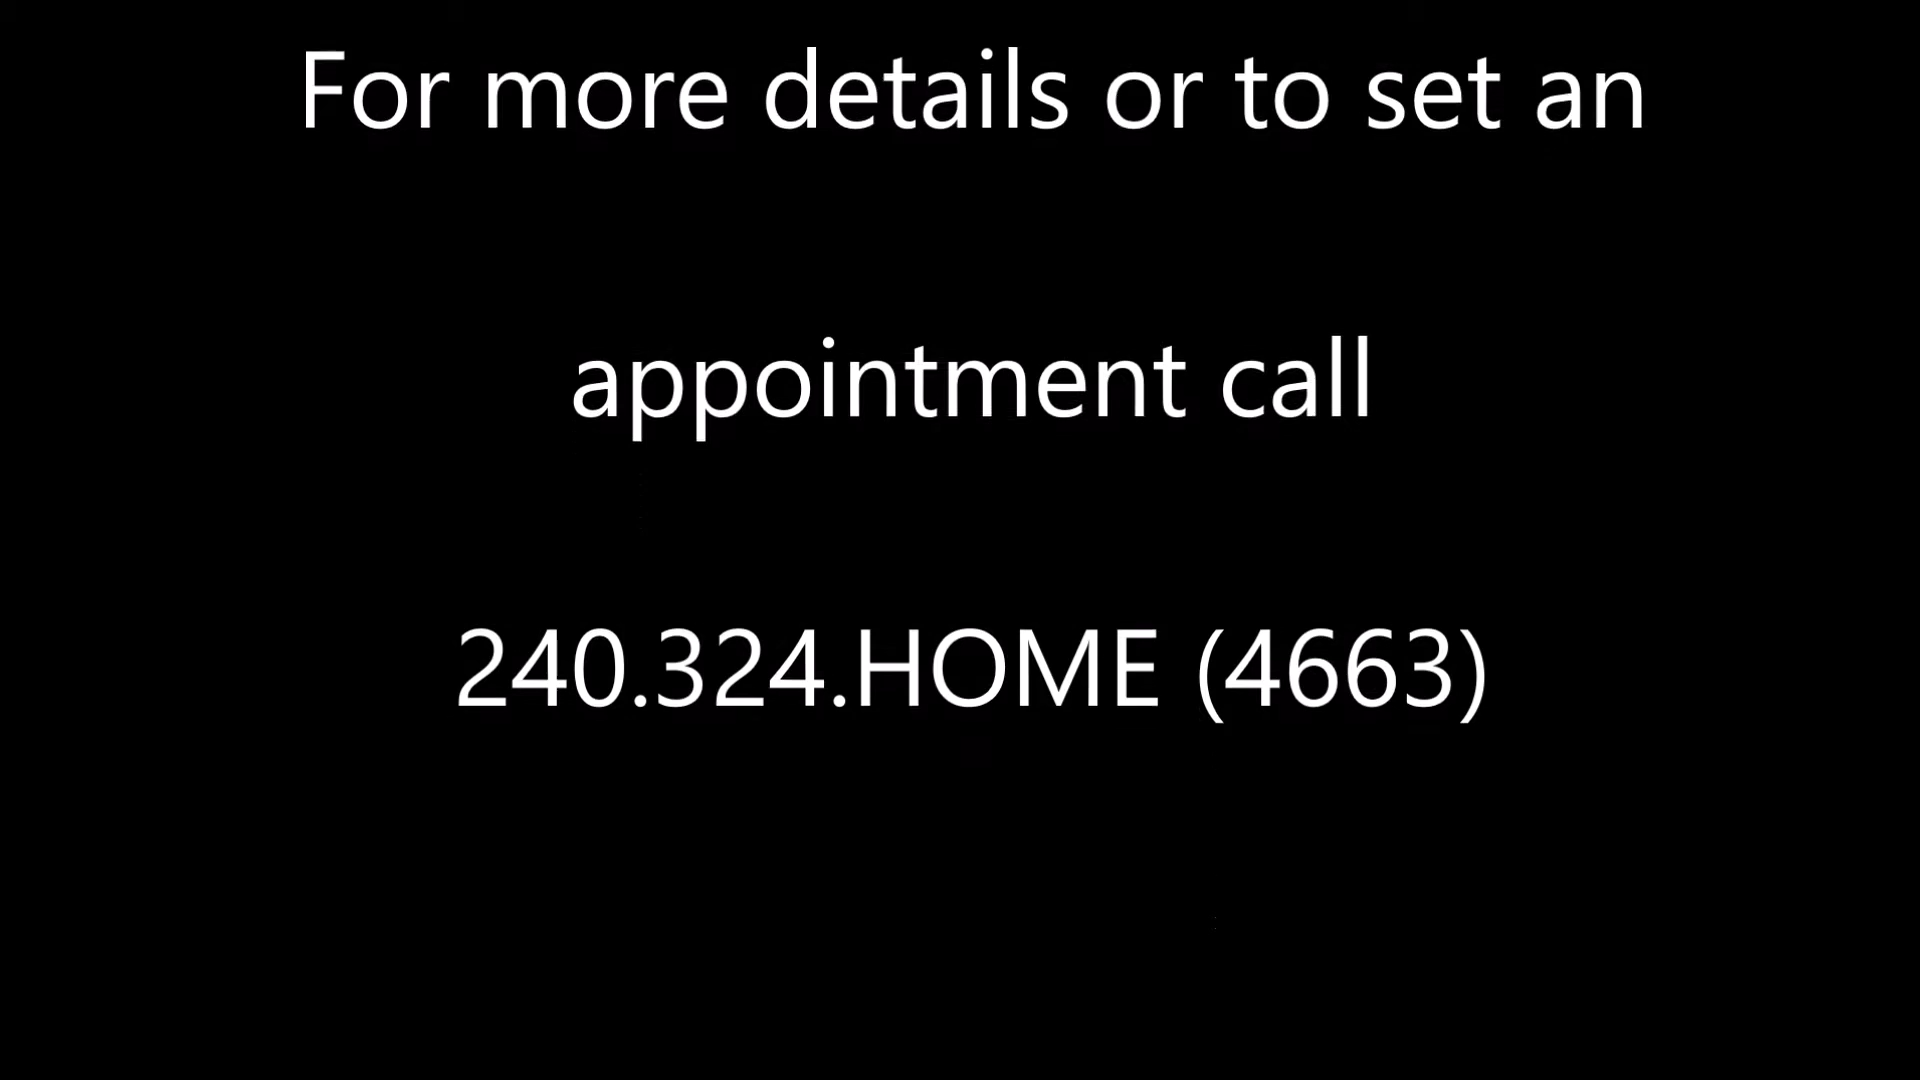 For more details or to set an
appointment call
240.324.HOME (4663)